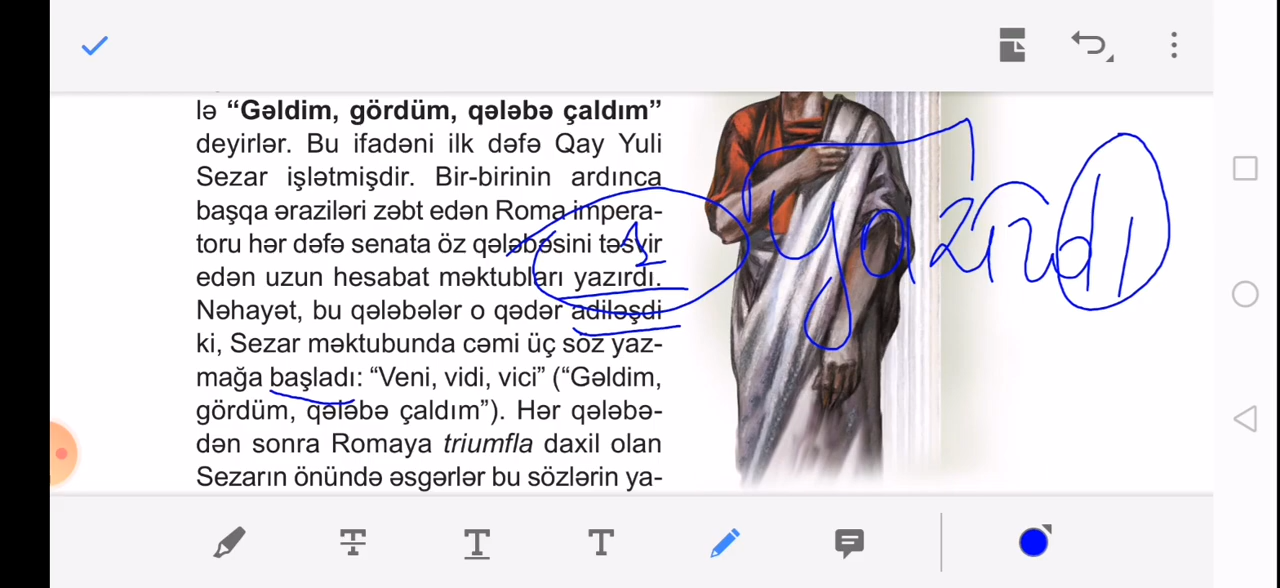 lə “Gəldim, gördüm, qələbə çaldım”
deyirlər. Bu ifadəni ilk dəfə Qay Yuli
Sezar işlətmişdir. Bir-birinin ardınca
başqa əraziləri zəbt edən Roma impera-
toru hər dəfə senata öz qələbəsini təsvir
edən uzun hesabat məktubları yazırdı.
Nəhayət, bu qələbələr o qədər adiləşdi
ki, Sezar məktubunda cəmi üç söz yaz-
mağa başladı: “Veni, vidi, vici” (“Gəldim,
gördüm, qələbə çaldım”). Hər qələbə-
dən sonra Romaya triumfla daxil olan
Sezarın önündə əsgərlər bu sözlərin ya-
yazırdı
T
T
T